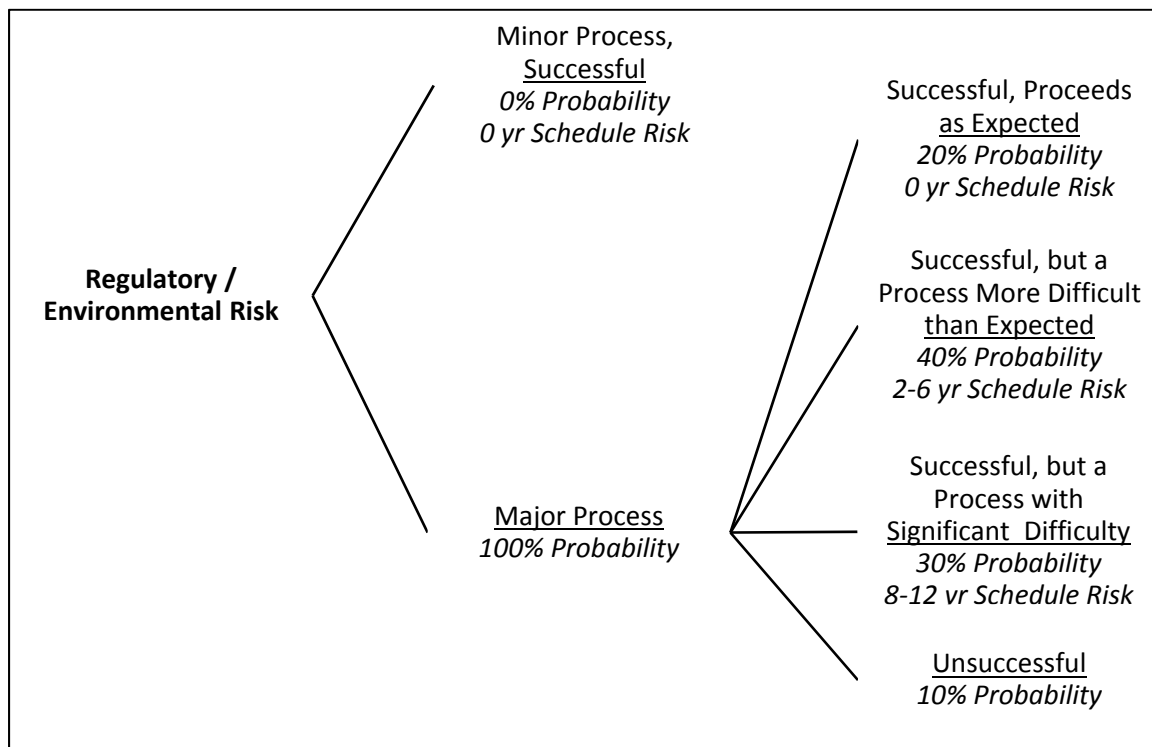 Minor Process,
Successful
0% Probability
0 yr Schedule Risk
Successful, Proceeds
as Expected
20% Probability
0 yr Schedule Risk
Regulatory /
Environmental Risk
Successful, but a
Process More Difficult
than Expected
40% Probability
2-6 yr Schedule Risk
Major Process
100% Probability
Successful, but a
Process with
Significant Difficulty
30% Probability
8-12 yr Schedule Risk
Unsuccessful
10% Probability